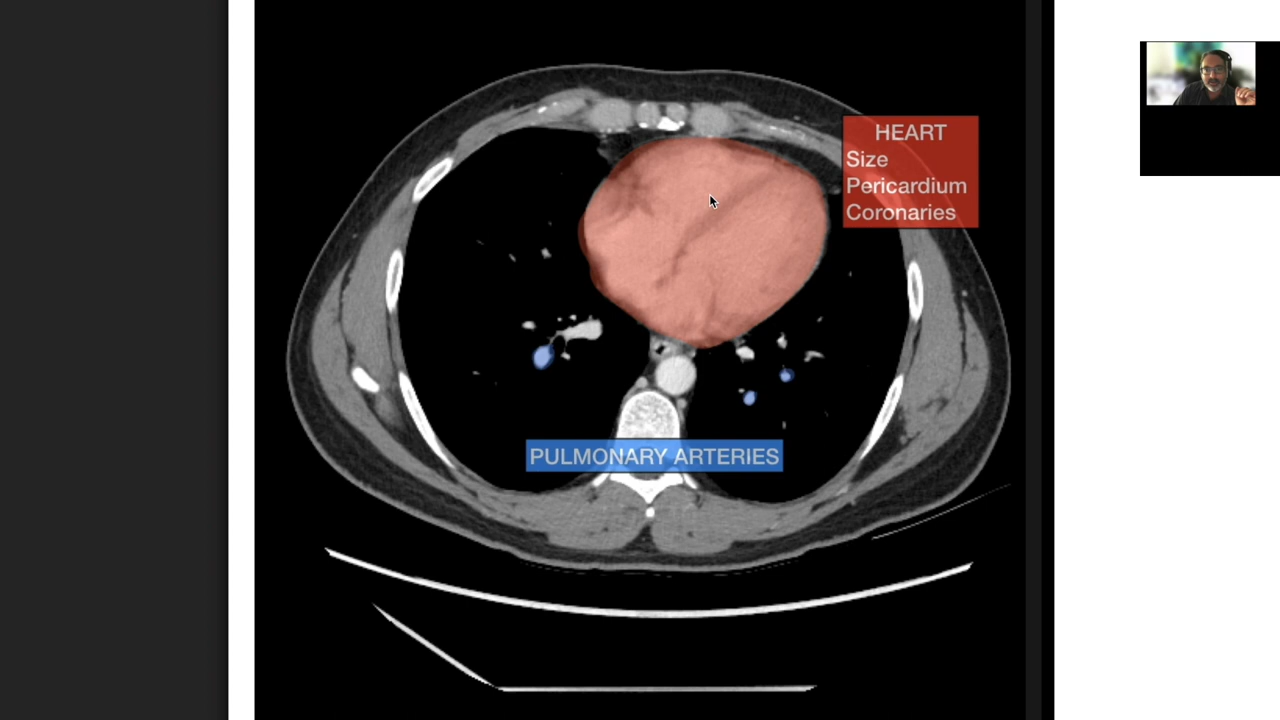 HEART
Size
Pericardium
Coronaries
PULMONARY ARTERIES